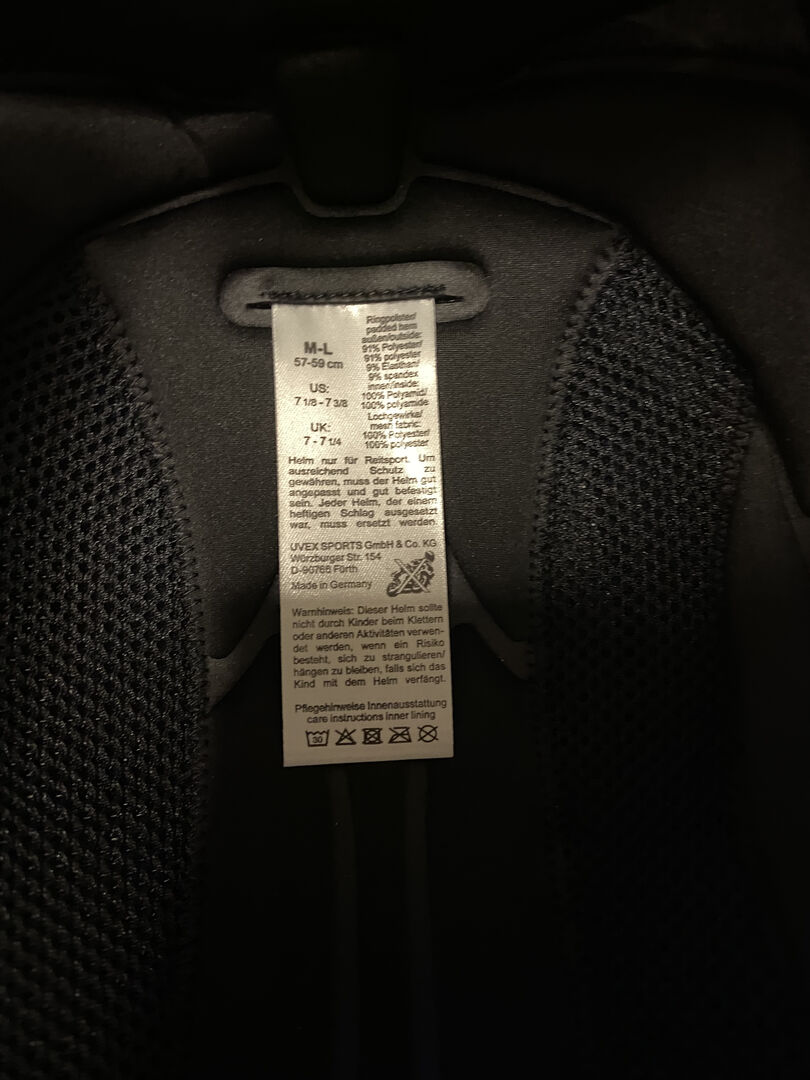 M-L
57-59 cm
US:
7 1/8 - 7 3/8
UK:
7 - 7 1/4
Ringpolster/
padded hem
außen/outside:
91% Polyester/
91% polyester
9% Elasthan/
9% spandex
innen/inside:
100% Polyamid/
100% polyamide
Lochgewirke/
mesh fabric:
100% Polyester/
100% polyester
Helm nur für Reitsport. Um
ausreichend Schutz zu
gewähren, muss der Helm gut
angepasst und gut befestigt
sein. Jeder Helm, der einem
heftigen Schlag ausgesetzt
war, muss ersetzt werden.
UVEX SPORTS GmbH & Co. KG
Würzburger Str. 154
D-90766 Fürth
Made in Germany
Warnhinweis: Dieser Helm sollte
nicht durch Kinder beim Klettern
oder anderen Aktivitäten verwen-
det werden, wenn ein Risiko
besteht, sich zu strangulieren/
hängen zu bleiben, falls sich das
Kind mit dem Helm verfängt.
Pflegehinweise Innenausstattung
care instructions inner lining
30